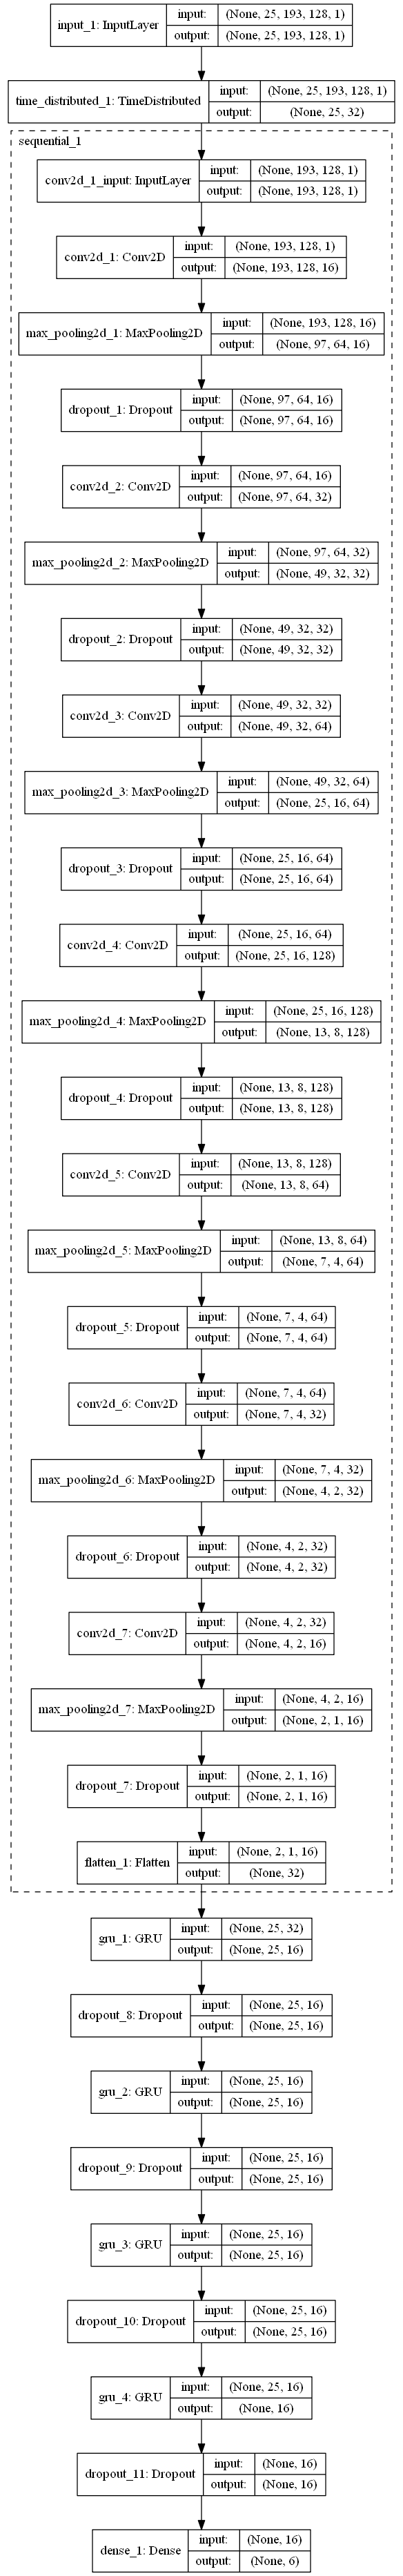 input_1: InputLayer input: (None, 25, 193, 128, 1)
output: (None, 25, 193, 128, 1)
time_distributed_1: TimeDistributed input: (None, 25, 193, 128, 1)
output: (None, 25, 32)
sequential_1
conv2d_1_input: InputLayer input: (None, 193, 128, 1)
output: (None, 193, 128, 1)
conv2d_1: Conv2D input: (None, 193, 128, 1)
output: (None, 193, 128, 16)
max_pooling2d_1: MaxPooling2D input: (None, 193, 128, 16)
output: (None, 97, 64, 16)
dropout_1: Dropout input: (None, 97, 64, 16)
output: (None, 97, 64, 16)
conv2d_2: Conv2D input: (None, 97, 64, 16)
output: (None, 97, 64, 32)
max_pooling2d_2: MaxPooling2D input: (None, 97, 64, 32)
output: (None, 49, 32, 32)
dropout_2: Dropout input: (None, 49, 32, 32)
output: (None, 49, 32, 32)
conv2d_3: Conv2D input: (None, 49, 32, 32)
output: (None, 49, 32, 64)
max_pooling2d_3: MaxPooling2D input: (None, 49, 32, 64)
output: (None, 25, 16, 64)
dropout_3: Dropout input: (None, 25, 16, 64)
output: (None, 25, 16, 64)
conv2d_4: Conv2D input: (None, 25, 16, 64)
output: (None, 25, 16, 128)
max_pooling2d_4: MaxPooling2D input: (None, 25, 16, 128)
output: (None, 13, 8, 128)
dropout_4: Dropout input: (None, 13, 8, 128)
output: (None, 13, 8, 128)
conv2d_5: Conv2D input: (None, 13, 8, 128)
output: (None, 13, 8, 64)
max_pooling2d_5: MaxPooling2D input: (None, 13, 8, 64)
output: (None, 7, 4, 64)
dropout_5: Dropout input: (None, 7, 4, 64)
output: (None, 7, 4, 64)
conv2d_6: Conv2D input: (None, 7, 4, 64)
output: (None, 7, 4, 32)
max_pooling2d_6: MaxPooling2D input: (None, 7, 4, 32)
output: (None, 4, 2, 32)
dropout_6: Dropout input: (None, 4, 2, 32)
output: (None, 4, 2, 32)
conv2d_7: Conv2D input: (None, 4, 2, 32)
output: (None, 4, 2, 16)
max_pooling2d_7: MaxPooling2D input: (None, 4, 2, 16)
output: (None, 2, 1, 16)
dropout_7: Dropout input: (None, 2, 1, 16)
output: (None, 2, 1, 16)
flatten_1: Flatten input: (None, 2, 1, 16)
output: (None, 32)
gru_1: GRU input: (None, 25, 32)
output: (None, 25, 16)
dropout_8: Dropout input: (None, 25, 16)
output: (None, 25, 16)
gru_2: GRU input: (None, 25, 16)
output: (None, 25, 16)
dropout_9: Dropout input: (None, 25, 16)
output: (None, 25, 16)
gru_3: GRU input: (None, 25, 16)
output: (None, 25, 16)
dropout_10: Dropout input: (None, 25, 16)
output: (None, 25, 16)
gru_4: GRU input: (None, 25, 16)
output: (None, 16)
dropout_11: Dropout input: (None, 16)
output: (None, 16)
dense_1: Dense input: (None, 16)
output: (None, 6)